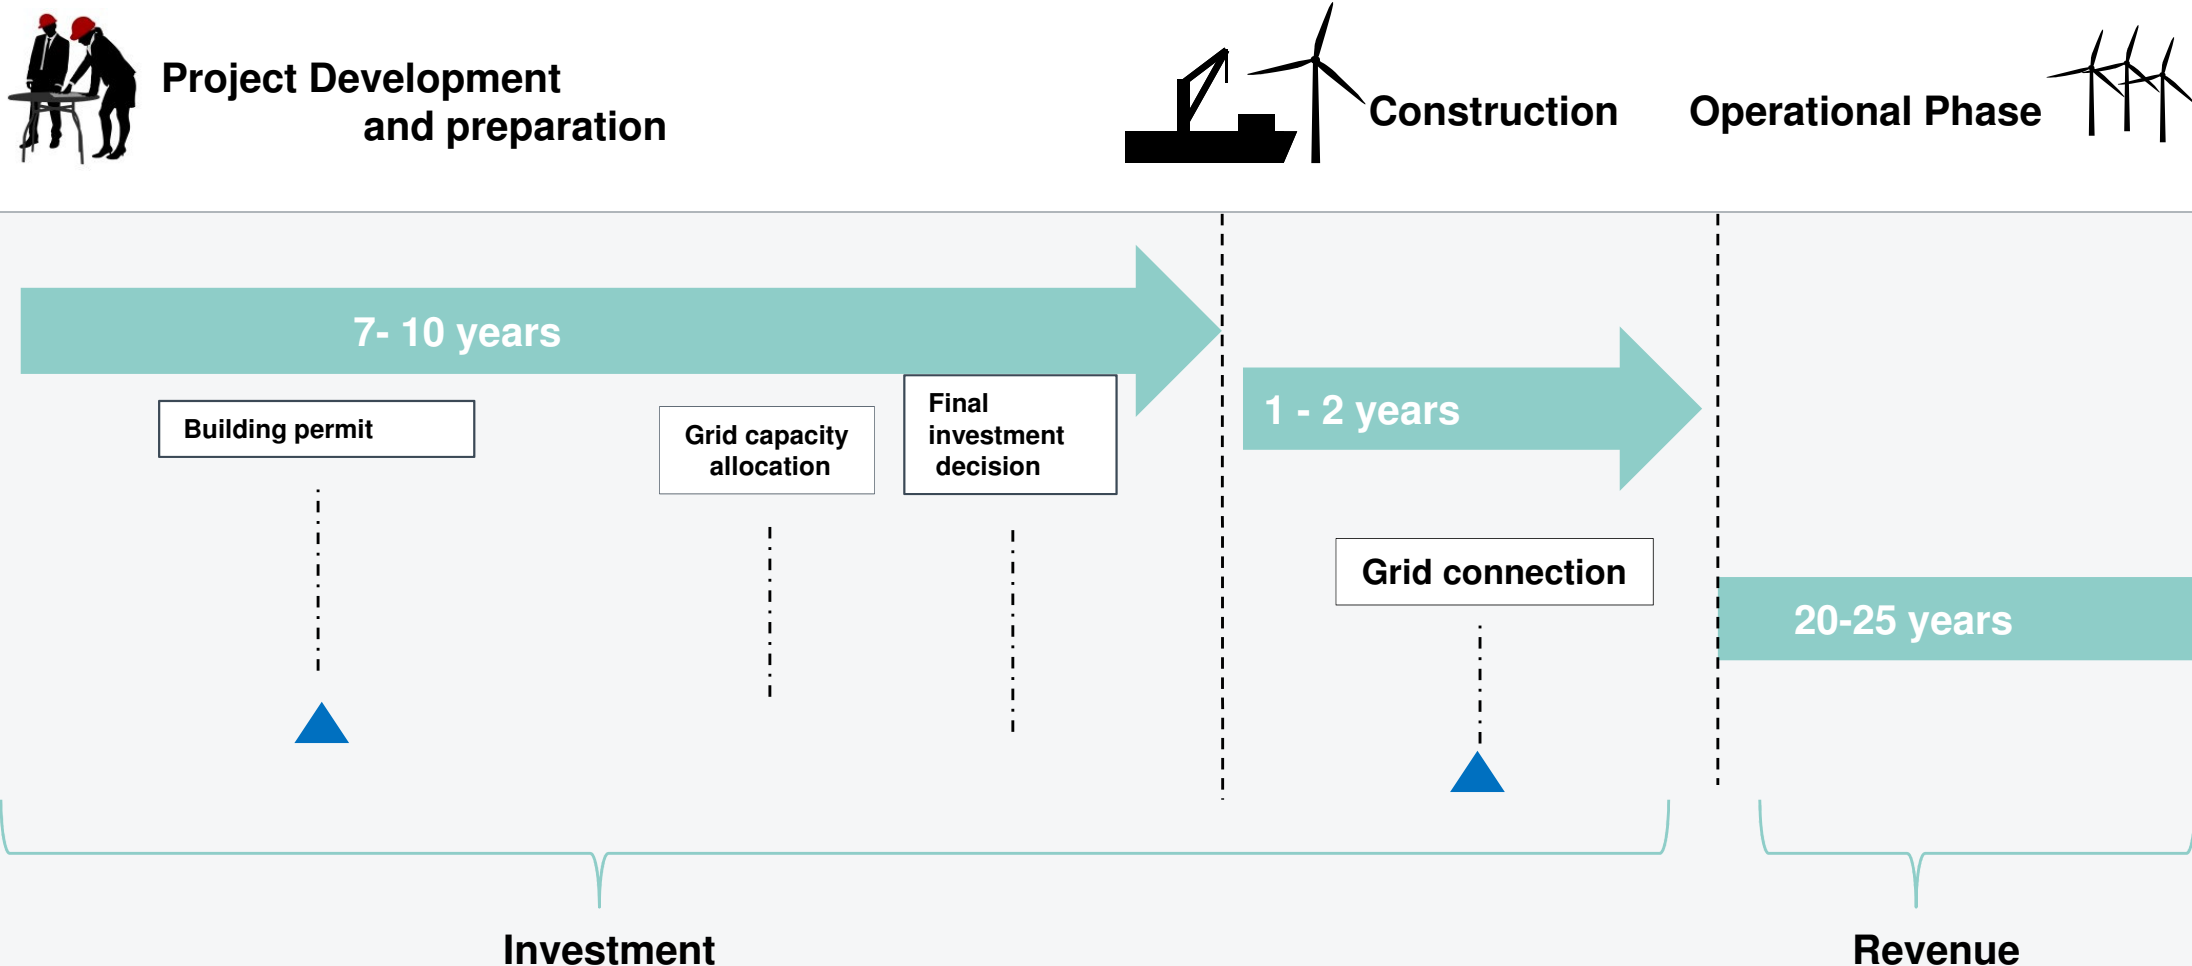 Project Development
and preparation
Construction
Operational Phase
7- 10 years
1 - 2 years
Building permit
Grid capacity
allocation
Final
investment
decision
Grid connection
20-25 years
Investment
Revenue